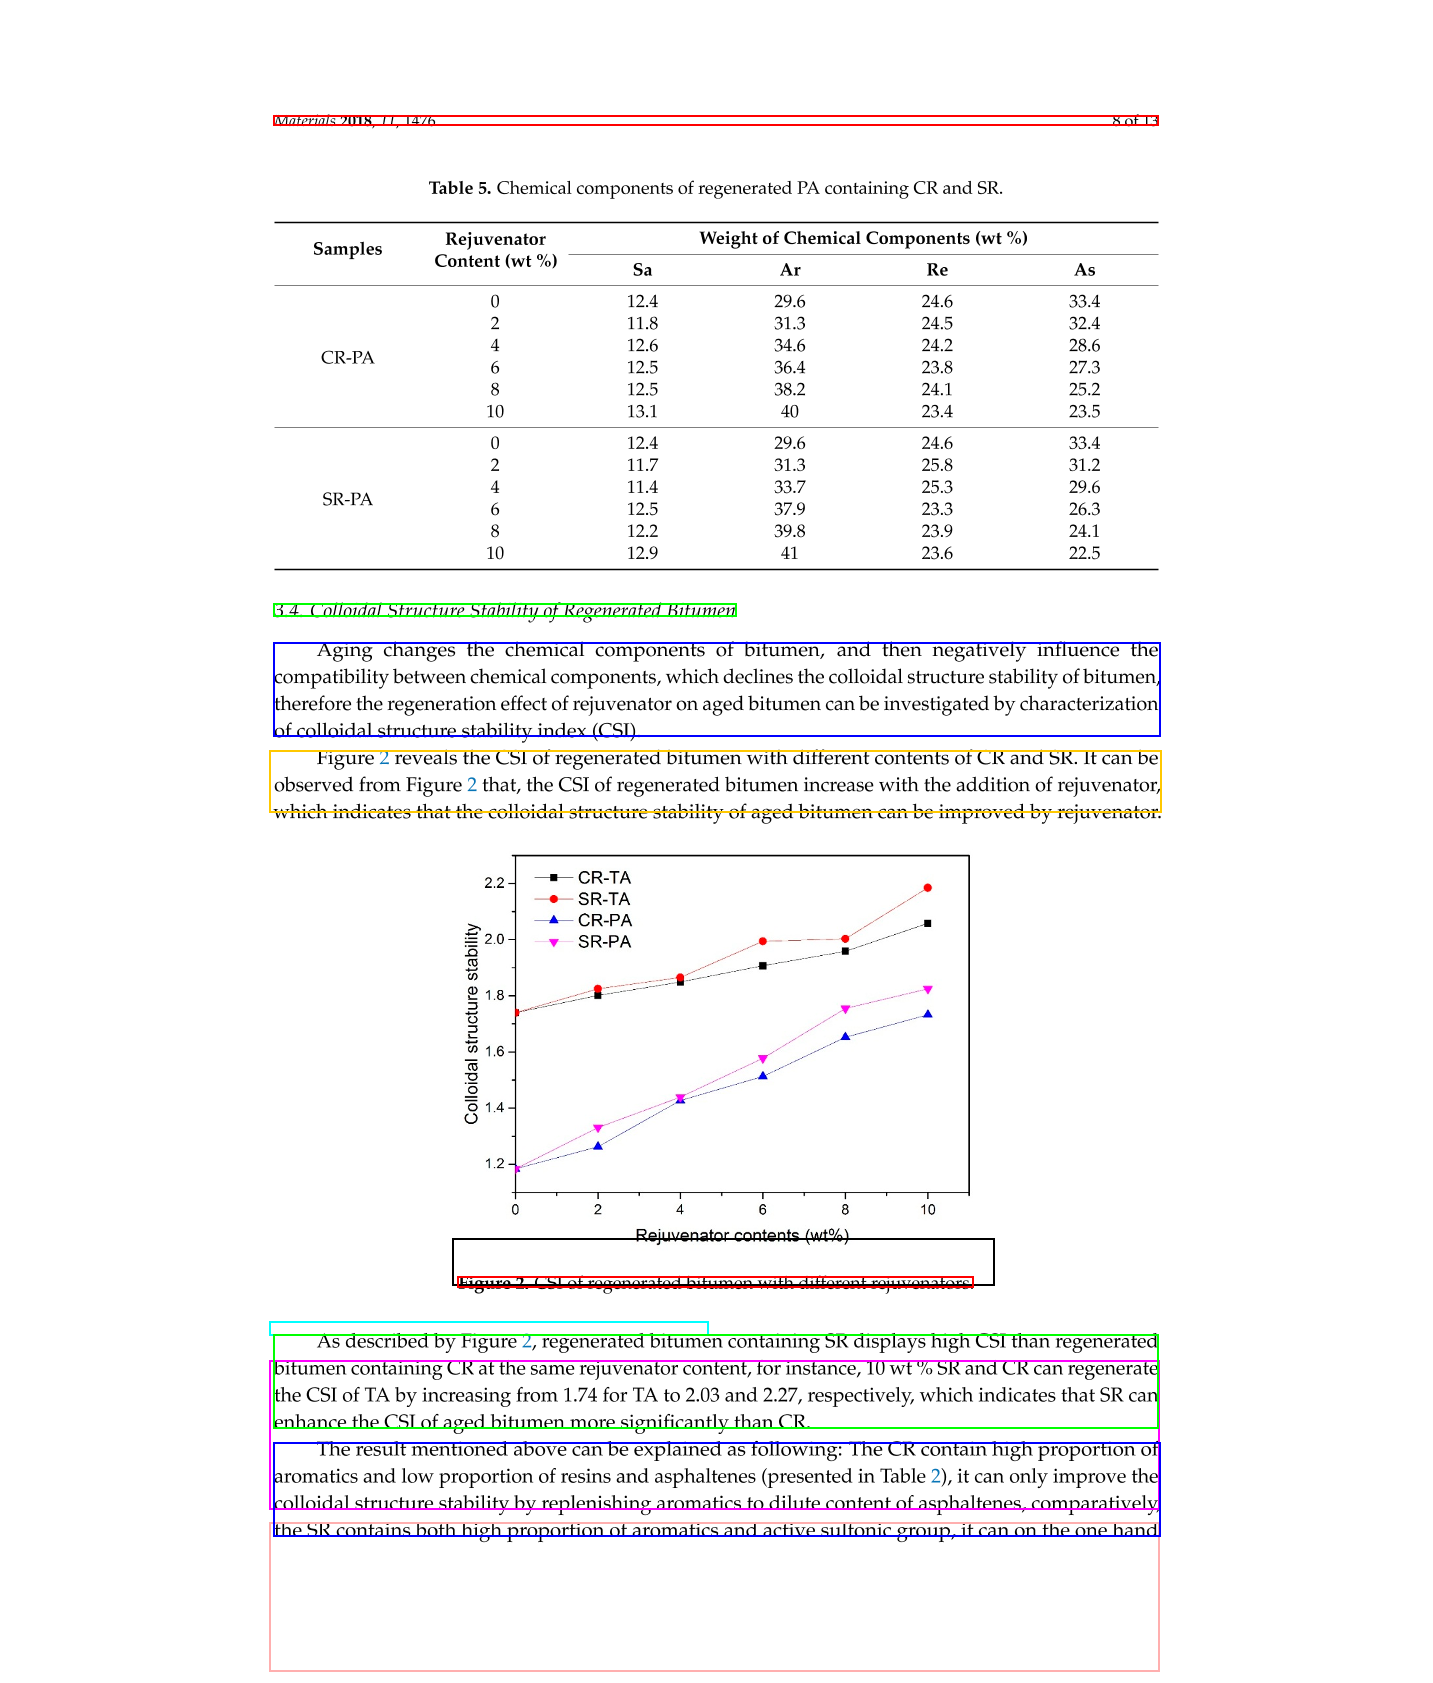 Materials 2018, 11, 1476 8 of 13
Table 5. Chemical components of regenerated PA containing CR and SR.
Samples Rejuvenator Content (wt %) Weight of Chemical Components (wt %)
Sa Ar Re As
CR-PA
0 12.4 29.6 24.6 33.4
2 11.8 31.3 24.5 32.4
4 12.6 34.6 24.2 28.6
6 12.5 36.4 23.8 27.3
8 12.5 38.2 24.1 25.2
10 13.1 40 23.4 23.5
SR-PA
0 12.4 29.6 24.6 33.4
2 11.7 31.3 25.8 31.2
4 11.4 33.7 25.3 29.6
6 12.5 37.9 23.3 26.3
8 12.2 39.8 23.9 24.1
10 12.9 41 23.6 22.5
3.4. Colloidal Structure Stability of Regenerated Bitumen
Aging changes the chemical components of bitumen, and then negatively influence the
compatibility between chemical components, which declines the colloidal structure stability of bitumen,
therefore the regeneration effect of rejuvenator on aged bitumen can be investigated by characterization
of colloidal structure stability index (CSI).
Figure 2 reveals the CSI of regenerated bitumen with different contents of CR and SR. It can be
observed from Figure 2 that, the CSI of regenerated bitumen increase with the addition of rejuvenator,
which indicates that the colloidal structure stability of aged bitumen can be improved by rejuvenator.
CR-TA
SR-TA
CR-PA
SR-PA
Colloidal structure stability
2.2
2.0
1.8
1.6
1.4
1.2
0 2 4 6 8 10
Rejuvenator contents (wt%)
Figure 2. CSI of regenerated bitumen with different rejuvenators.
As described by Figure 2, regenerated bitumen containing SR displays high CSI than regenerated
bitumen containing CR at the same rejuvenator content, for instance, 10 wt % SR and CR can regenerate
the CSI of TA by increasing from 1.74 for TA to 2.03 and 2.27, respectively, which indicates that SR can
enhance the CSI of aged bitumen more significantly than CR.
The result mentioned above can be explained as following: The CR contain high proportion of
aromatics and low proportion of resins and asphaltenes (presented in Table 2), it can only improve the
colloidal structure stability by replenishing aromatics to dilute content of asphaltenes, comparatively,
the SR contains both high proportion of aromatics and active sulfonic group, it can on the one hand